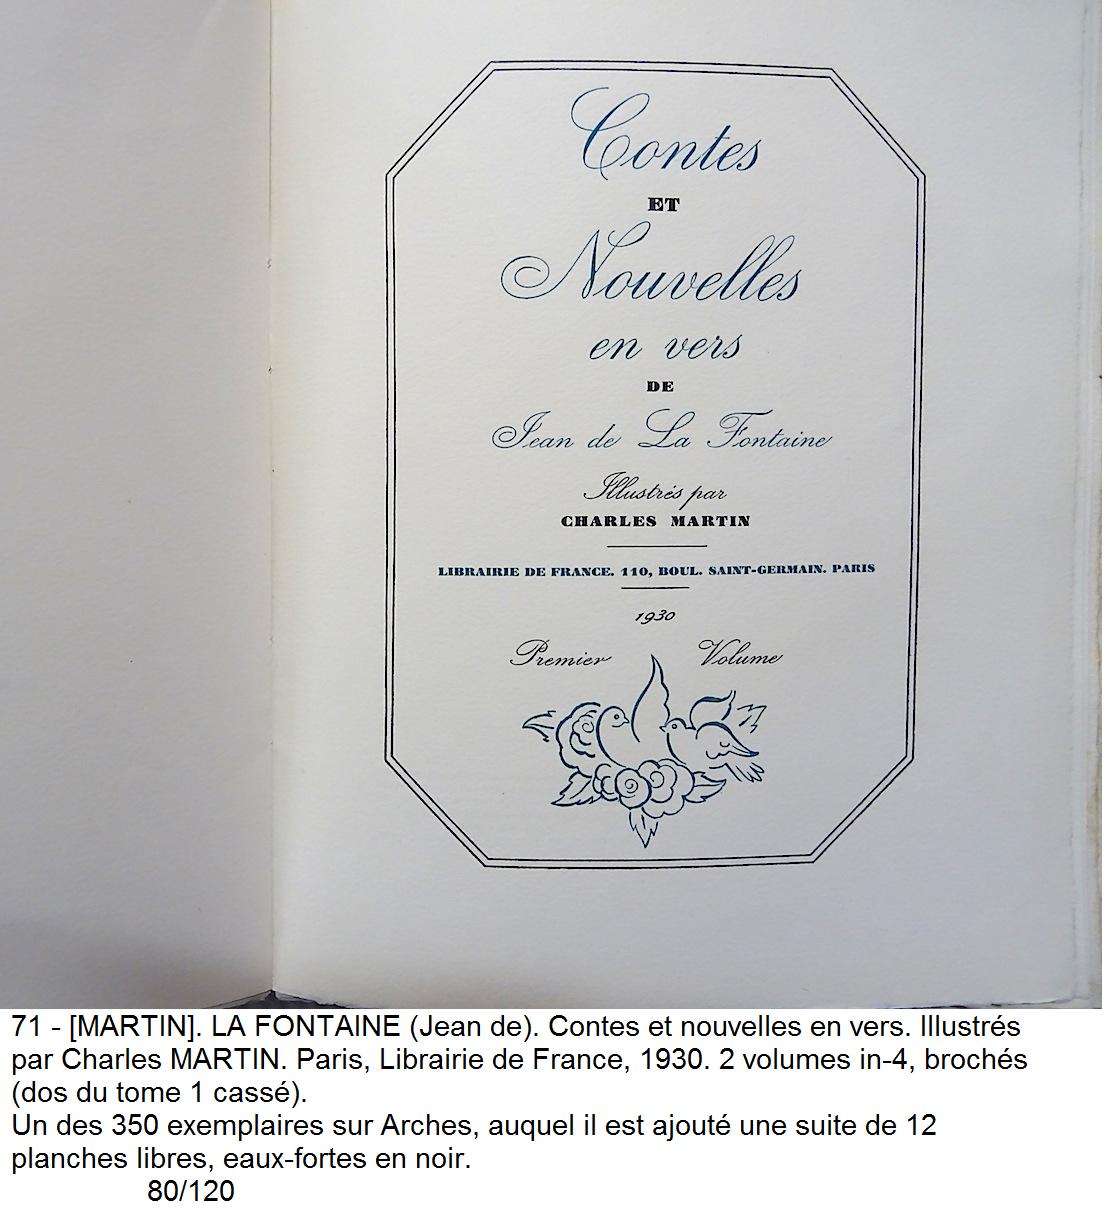 Contes
ET
Nouvelles
en vers
DE
Jean de La Fontaine
Illustrés par
CHARLES MARTIN
LIBRAIRIE DE FRANCE. 110, BOUL. SAINT-GERMAIN. PARIS
1930
Premier Volume
71 - [MARTIN]. LA FONTAINE (Jean de). Contes et nouvelles en vers. Illustrés
par Charles MARTIN. Paris, Librairie de France, 1930. 2 volumes in-4, brochés
(dos du tome 1 cassé).
Un des 350 exemplaires sur Arches, auquel il est ajouté une suite de 12
planches libres, eaux-fortes en noir.
80/120